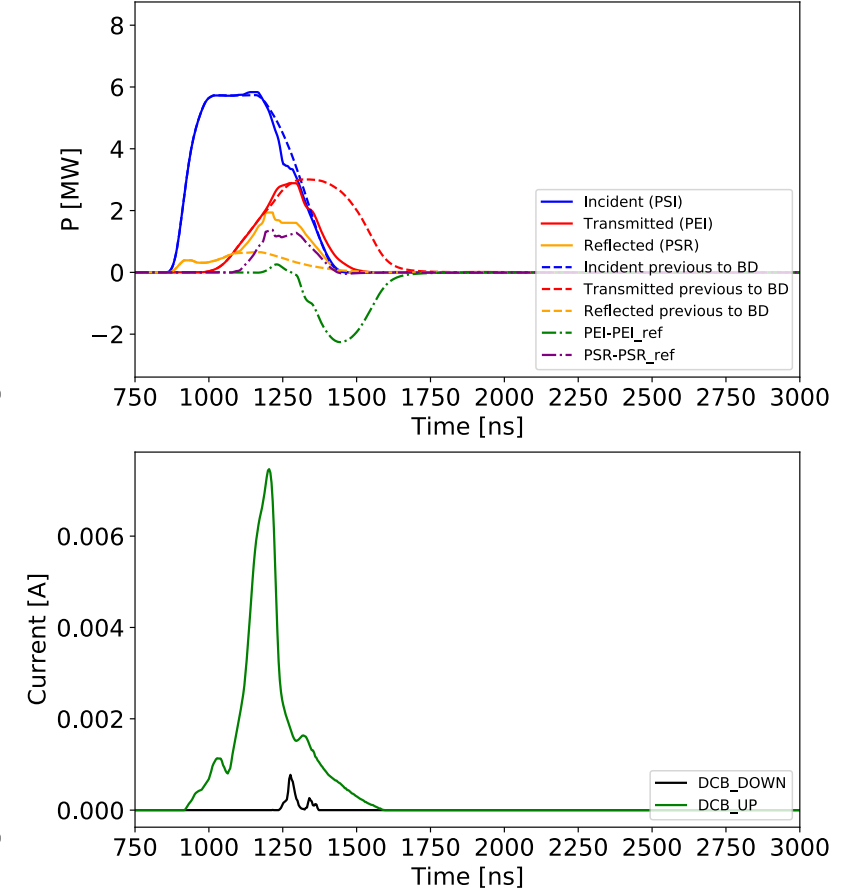 8
6
4
2
0
−2
P [MW]
Incident (PSI)
Transmitted (PEI)
Reflected (PSR)
Incident previous to BD
Transmitted previous to BD
Reflected previous to BD
PEI-PEI_ref
PSR-PSR_ref
750 1000 1250 1500 1750 2000 2250 2500 2750 3000
Time [ns]
0.006
0.004
0.002
0.000
Current [A]
DCB_DOWN
DCB_UP
750 1000 1250 1500 1750 2000 2250 2500 2750 3000
Time [ns]